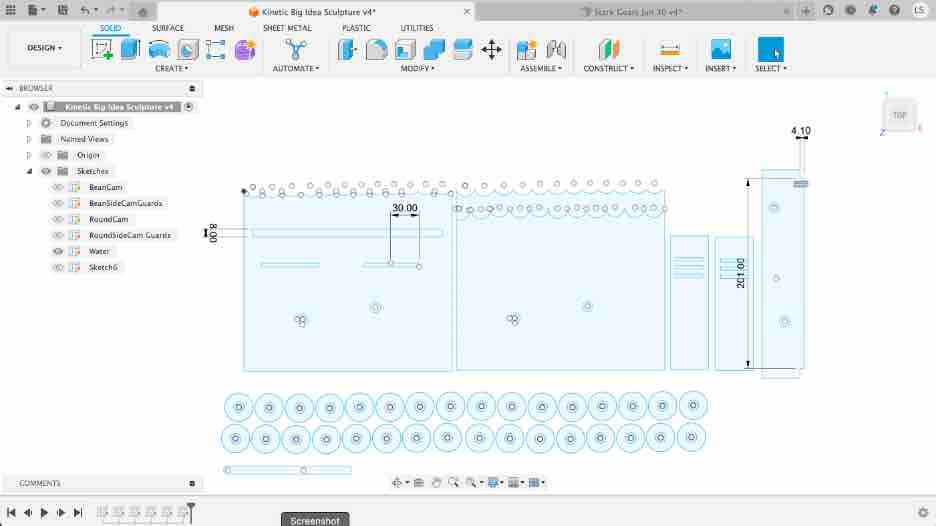 Kinetic Big Idea Sculpture v4*
Stark Gears Jun 30 v4*
LS
DESIGN
SOLID SURFACE MESH SHEET METAL PLASTIC UTILITIES
CREATE AUTOMATE MODIFY ASSEMBLE CONSTRUCT INSPECT INSERT SELECT
BROWSER
Kinetic Big Idea Sculpture v4
Document Settings
Named Views
Origin
Sketches
BeanCam
BeanSideCamGuards
RoundCam
RoundSideCam Guards
Water
Sketch6
TOP
Z
4.10
30.00
8.00
201.00
COMMENTS
Screenshot